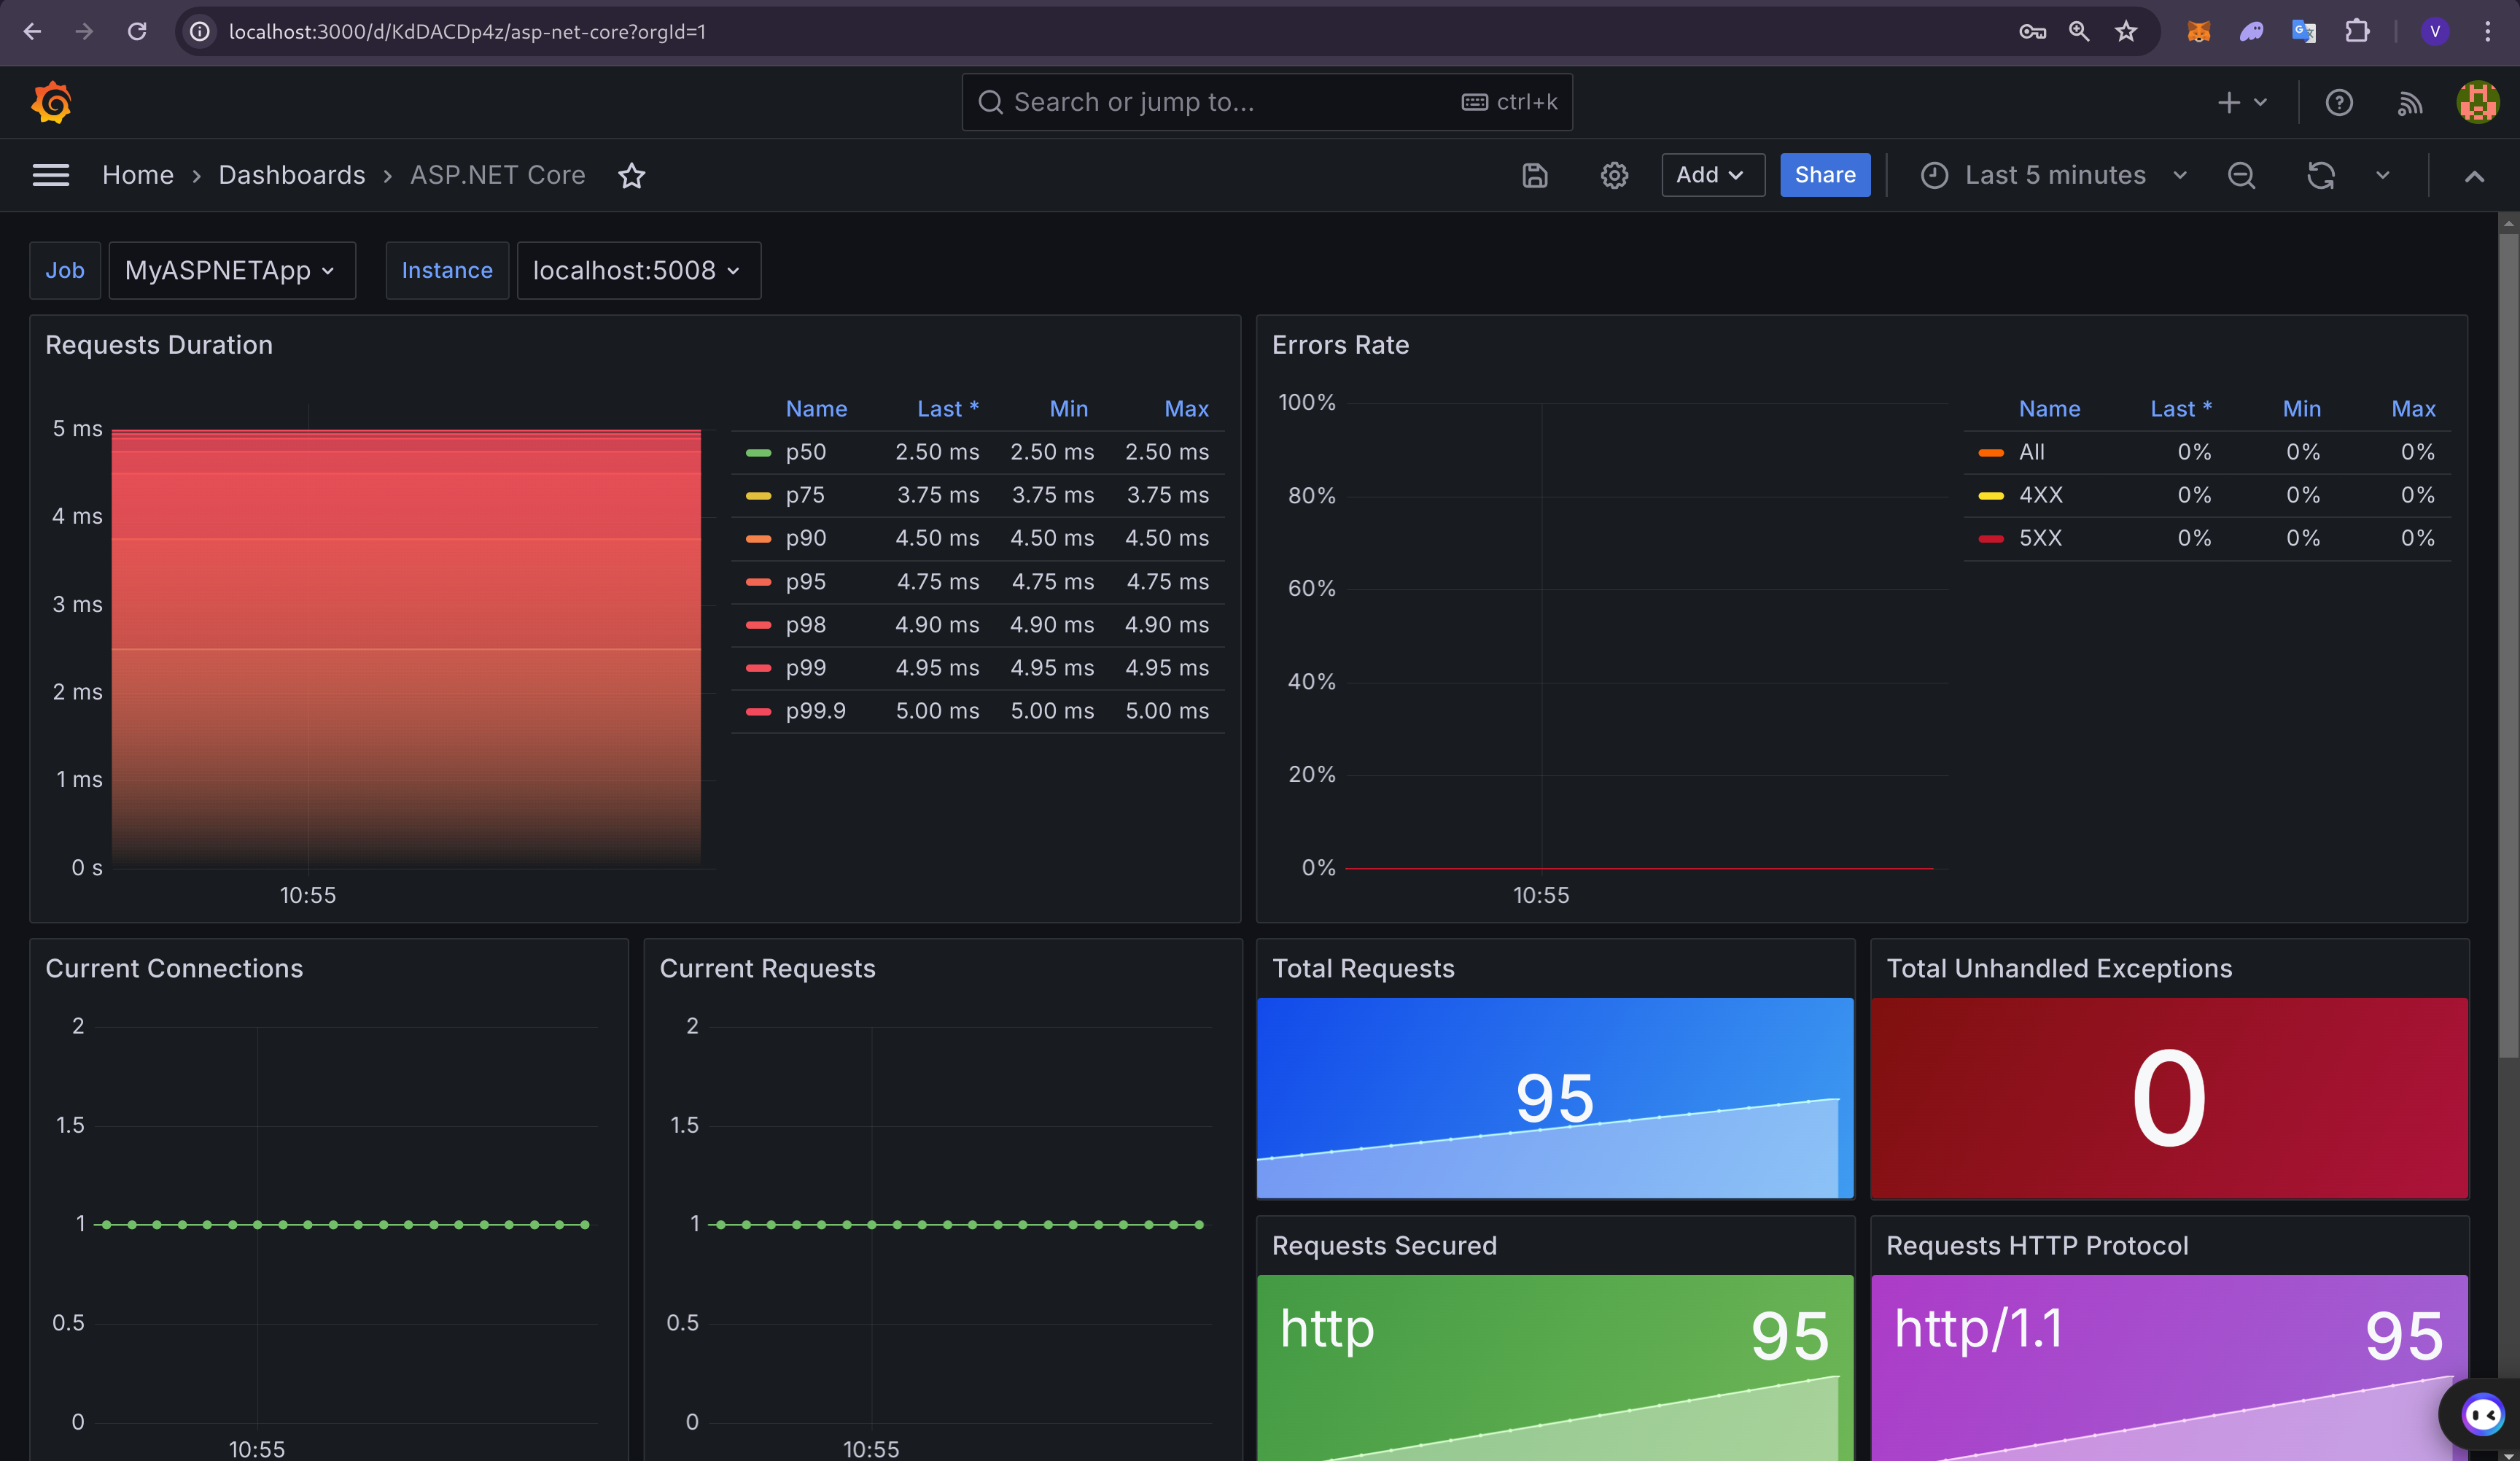 localhost:3000/d/KdDACDp4z/asp-net-core?orgId=1
V
Search or jump to...
ctrl+k
Home
Dashboards
ASP.NET Core
Add
Share
Last 5 minutes
Job
MyASPNETApp
Instance
localhost:5008
Requests Duration
5 ms
4 ms
3 ms
2 ms
1 ms
0 s
10:55
Name Last * Min Max
p50 2.50 ms 2.50 ms 2.50 ms
p75 3.75 ms 3.75 ms 3.75 ms
p90 4.50 ms 4.50 ms 4.50 ms
p95 4.75 ms 4.75 ms 4.75 ms
p98 4.90 ms 4.90 ms 4.90 ms
p99 4.95 ms 4.95 ms 4.95 ms
p99.9 5.00 ms 5.00 ms 5.00 ms
Errors Rate
100%
80%
60%
40%
20%
0%
10:55
Name Last * Min Max
All 0% 0% 0%
4XX 0% 0% 0%
5XX 0% 0% 0%
Current Connections
2
1.5
1
0.5
0
10:55
Current Requests
2
1.5
1
0.5
0
10:55
Total Requests
95
Total Unhandled Exceptions
0
Requests Secured
http 95
Requests HTTP Protocol
http/1.1 95